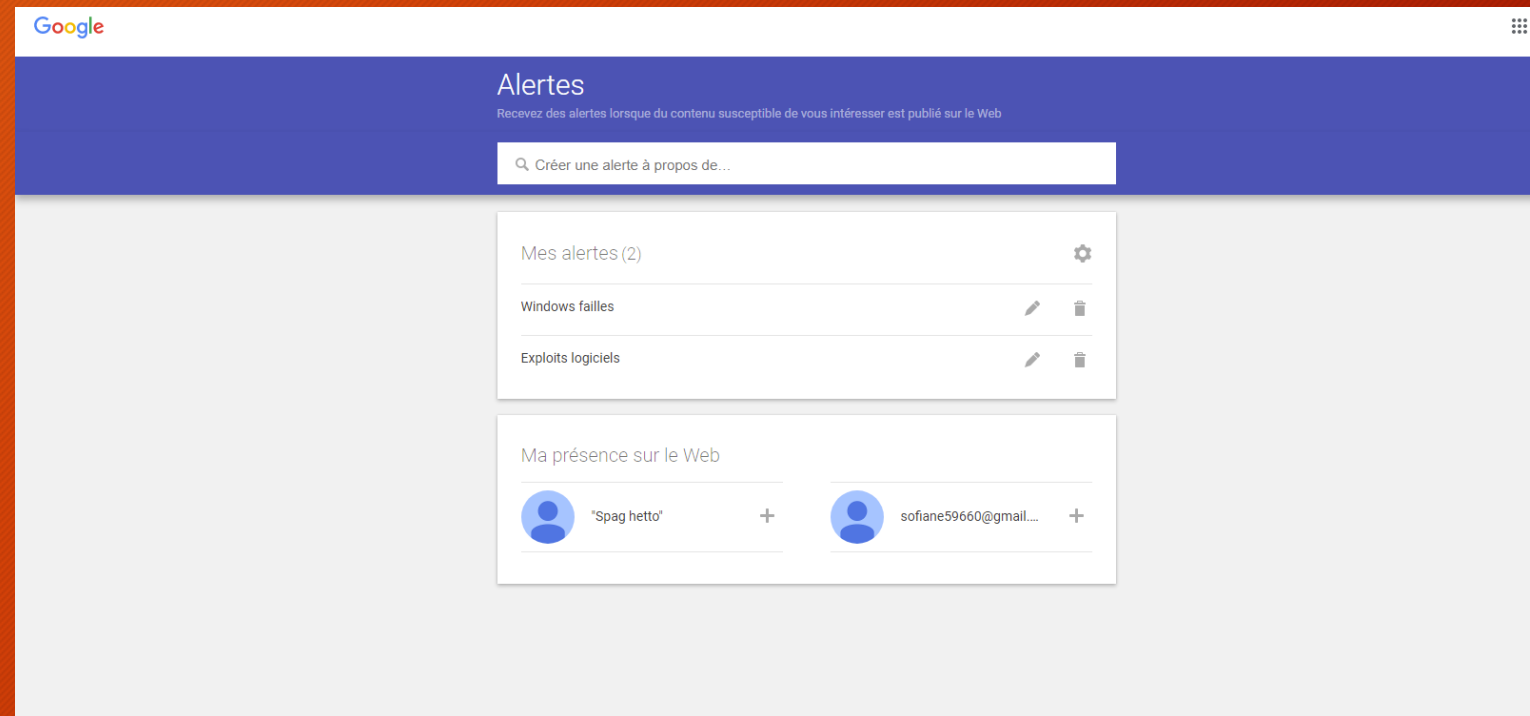 Google
Alertes
Recevez des alertes lorsque du contenu susceptible de vous intéresser est publié sur le Web
Créer une alerte à propos de...
Mes alertes (2)
Windows failles
Exploits logiciels
Ma présence sur le Web
"Spag hetto"
sofiane59660@gmail....